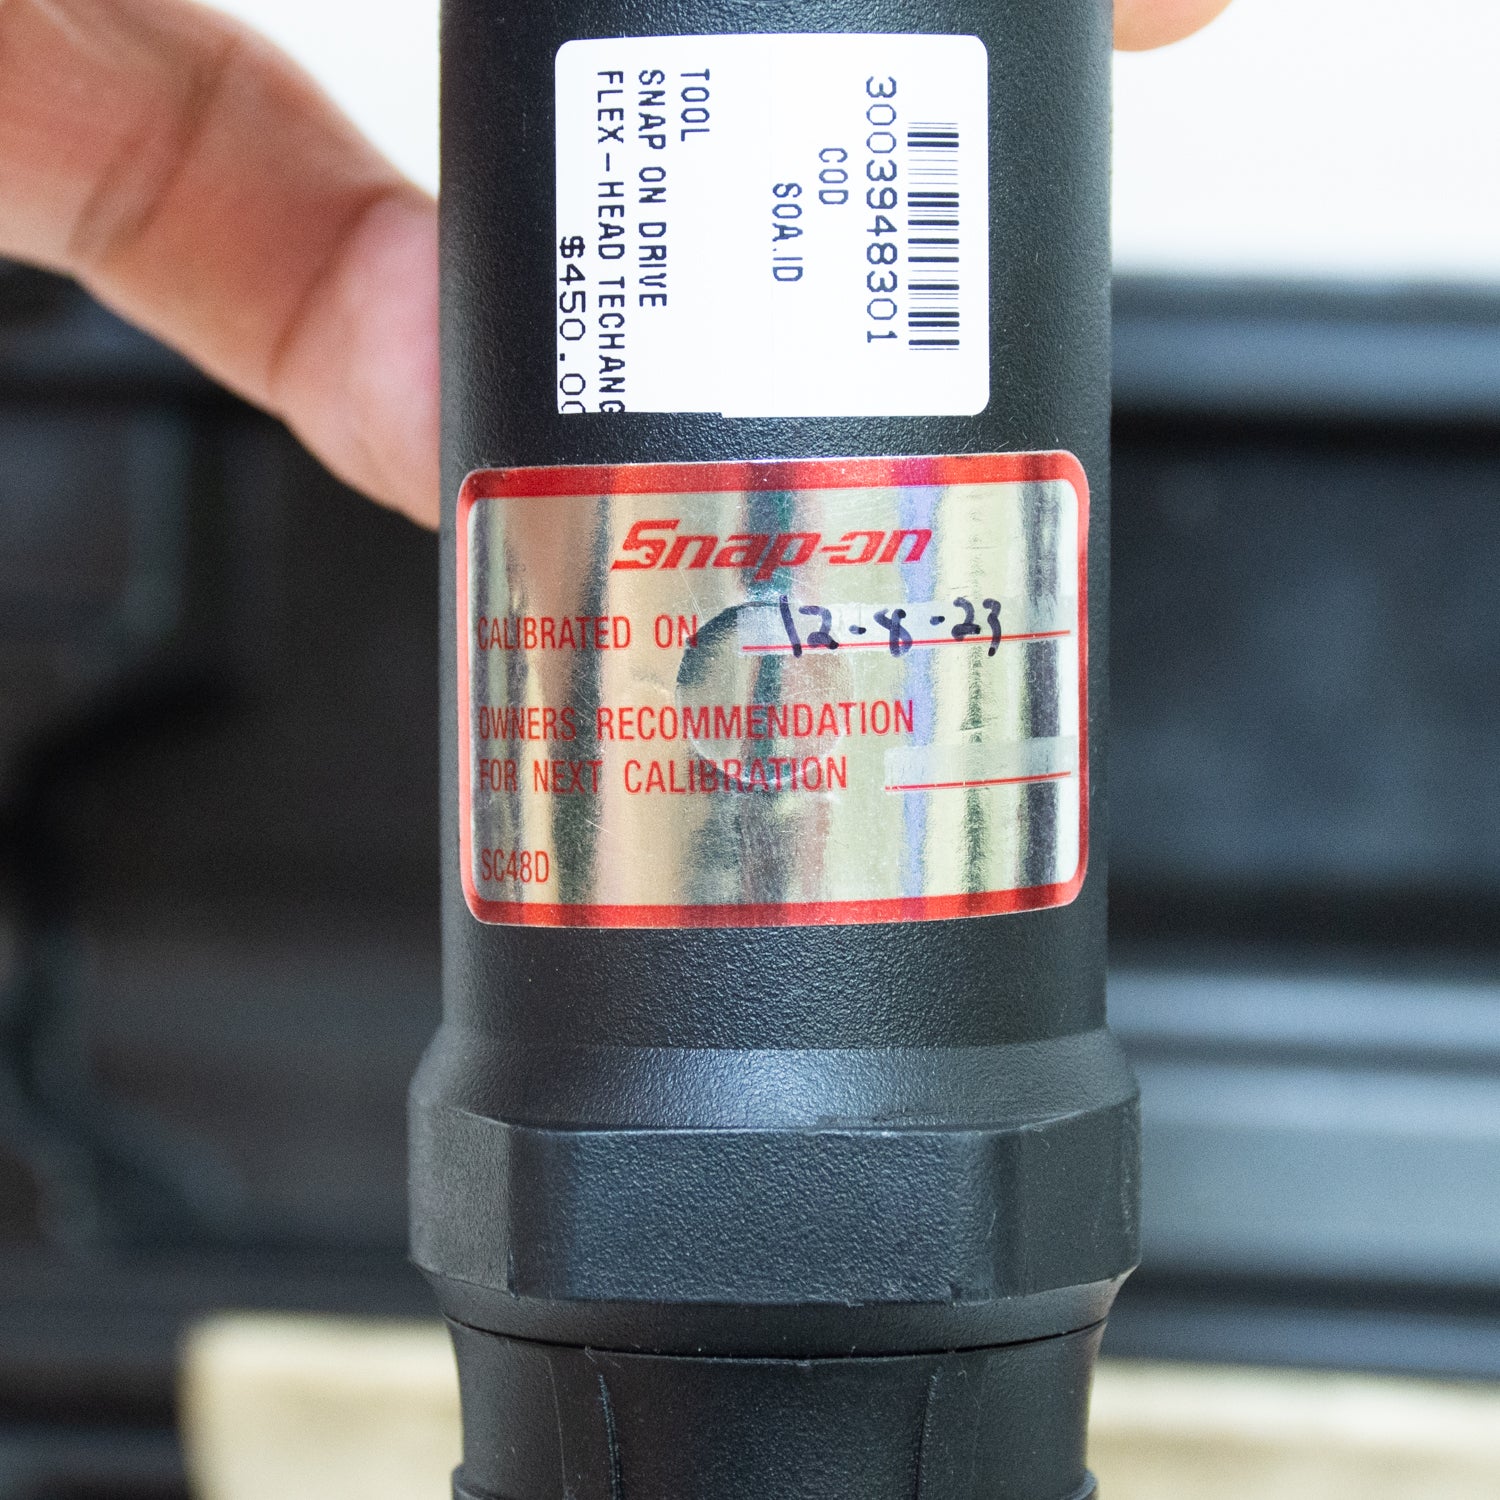 3003948301
COD
SOA.ID
TOOL
SNAP ON DRIVE
FLEX-HEAD TECHANG
$450.00
Snap-on
CALIBRATED ON 12-8-23
OWNERS RECOMMENDATION
FOR NEXT CALIBRATION
SC48D